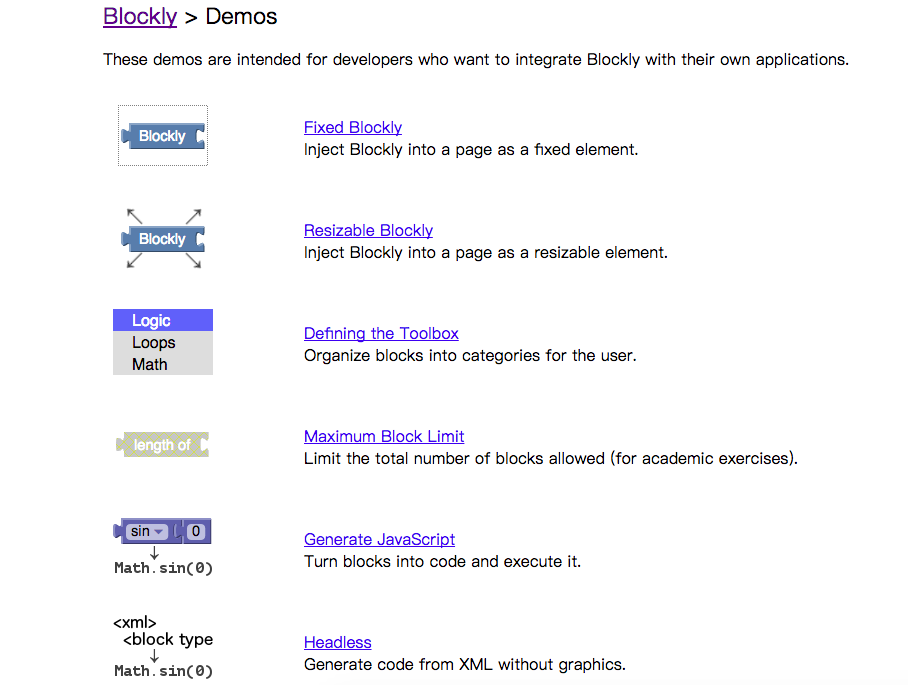 Blockly > Demos
These demos are intended for developers who want to integrate Blockly with their own applications.
Blockly
Fixed Blockly
Inject Blockly into a page as a fixed element.
Blockly
Resizable Blockly
Inject Blockly into a page as a resizable element.
Logic
Loops
Math
Defining the Toolbox
Organize blocks into categories for the user.
length of
Maximum Block Limit
Limit the total number of blocks allowed (for academic exercises).
sin 0
Math.sin(0)
Generate JavaScript
Turn blocks into code and execute it.
<xml>
<block type
Math.sin(0)
Headless
Generate code from XML without graphics.